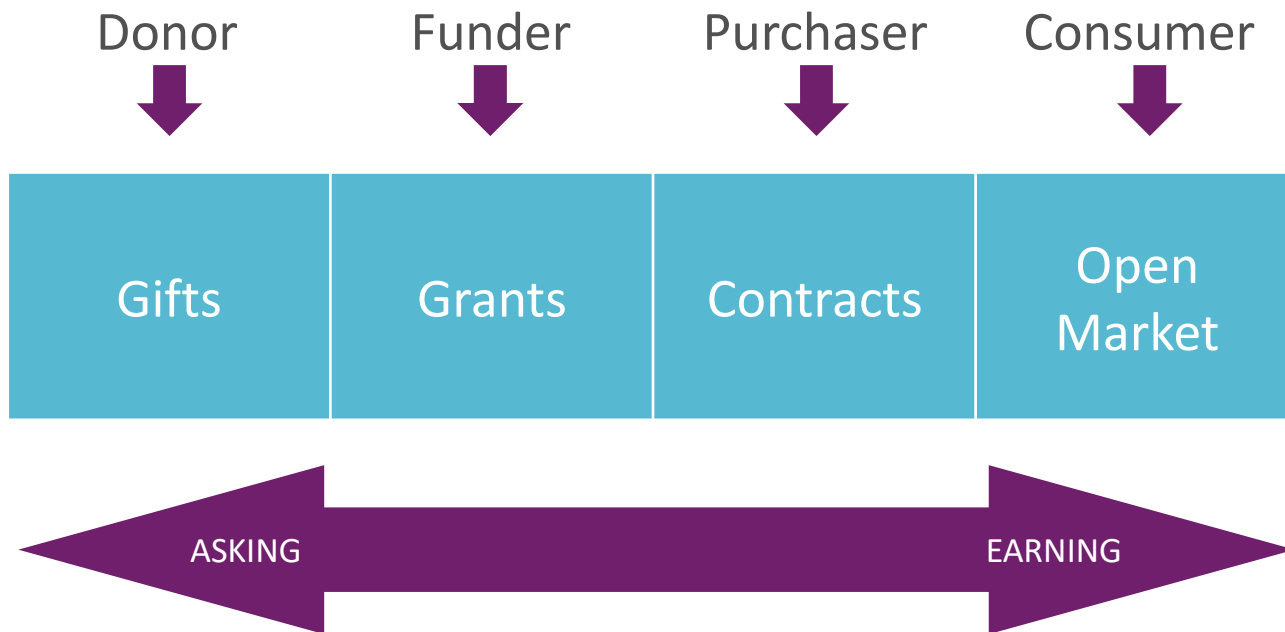 Donor
Funder
Purchaser
Consumer
Gifts
Grants
Contracts
Open
Market
ASKING
EARNING